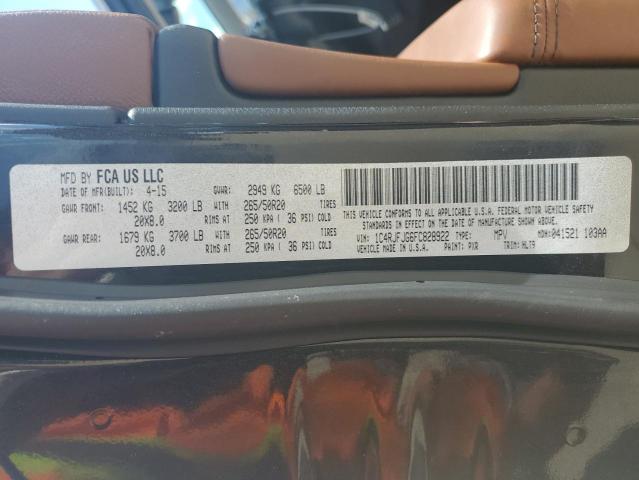 MFD BY FCA US LLC
DATE OF MFR(BUILT): 4-15 GVWR: 2949 KG 6500 LB
GAWR FRONT: 1452 KG 3200 LB WITH 265/50R20 TIRES
20X8.0 RIMS AT 250 KPA ( 36 PSI) COLD
GAWR REAR: 1679 KG 3700 LB WITH 265/50R20 TIRES
20X8.0 RIMS AT 250 KPA ( 36 PSI) COLD
THIS VEHICLE CONFORMS TO ALL APPLICABLE U.S.A. FEDERAL MOTOR VEHICLE SAFETY
STANDARDS IN EFFECT ON THE DATE OF MANUFACTURE SHOWN ABOVE.
VIN: 1C4RJFJG6FC828922 TYPE: MPV MDH: 041521 103AA
VEHICLE MADE IN U.S.A. PAINT: PXR TRIM: HLT9